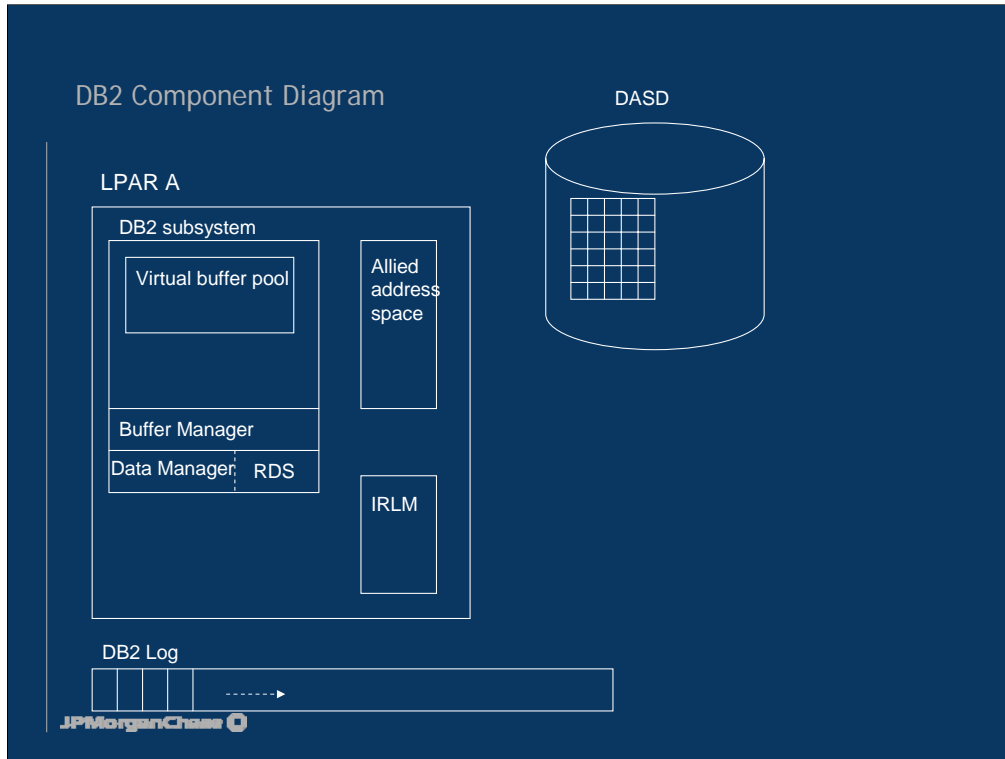 DB2 Component Diagram
DASD
LPAR A
DB2 subsystem
Virtual buffer pool
Allied
address
space
Buffer Manager
Data Manager
RDS
IRLM
DB2 Log
JPMorganChase